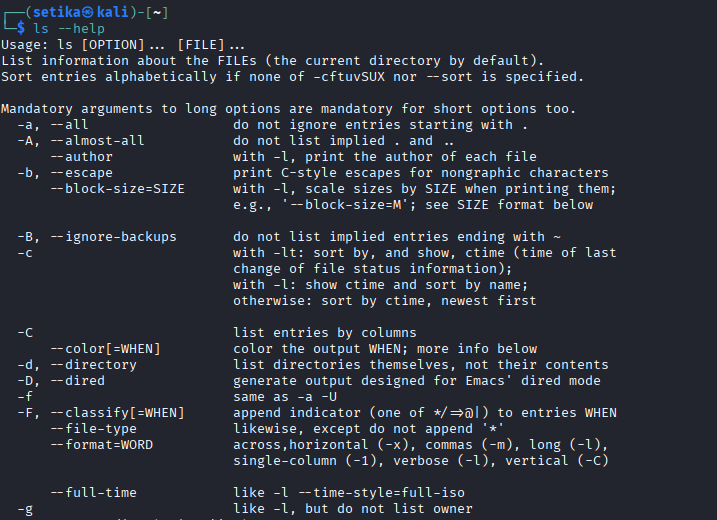 ┌──(setika㉿kali)-[~]
└─$ ls --help
Usage: ls [OPTION]... [FILE]...
List information about the FILEs (the current directory by default).
Sort entries alphabetically if none of -cftuvSUX nor --sort is specified.

Mandatory arguments to long options are mandatory for short options too.
  -a, --all                  do not ignore entries starting with .
  -A, --almost-all           do not list implied . and ..
      --author               with -l, print the author of each file
  -b, --escape               print C-style escapes for nongraphic characters
      --block-size=SIZE      with -l, scale sizes by SIZE when printing them;
                             e.g., '--block-size=M'; see SIZE format below

  -B, --ignore-backups       do not list implied entries ending with ~
  -c                         with -lt: sort by, and show, ctime (time of last
                             change of file status information);
                             with -l: show ctime and sort by name;
                             otherwise: sort by ctime, newest first

  -C                         list entries by columns
      --color[=WHEN]         color the output WHEN; more info below
  -d, --directory            list directories themselves, not their contents
  -D, --dired                generate output designed for Emacs' dired mode
  -f                         same as -a -U
  -F, --classify[=WHEN]      append indicator (one of */=>@|) to entries WHEN
      --file-type            likewise, except do not append '*'
      --format=WORD          across,horizontal (-x), commas (-m), long (-l),
                             single-column (-1), verbose (-l), vertical (-C)

      --full-time            like -l --time-style=full-iso
  -g                         like -l, but do not list owner